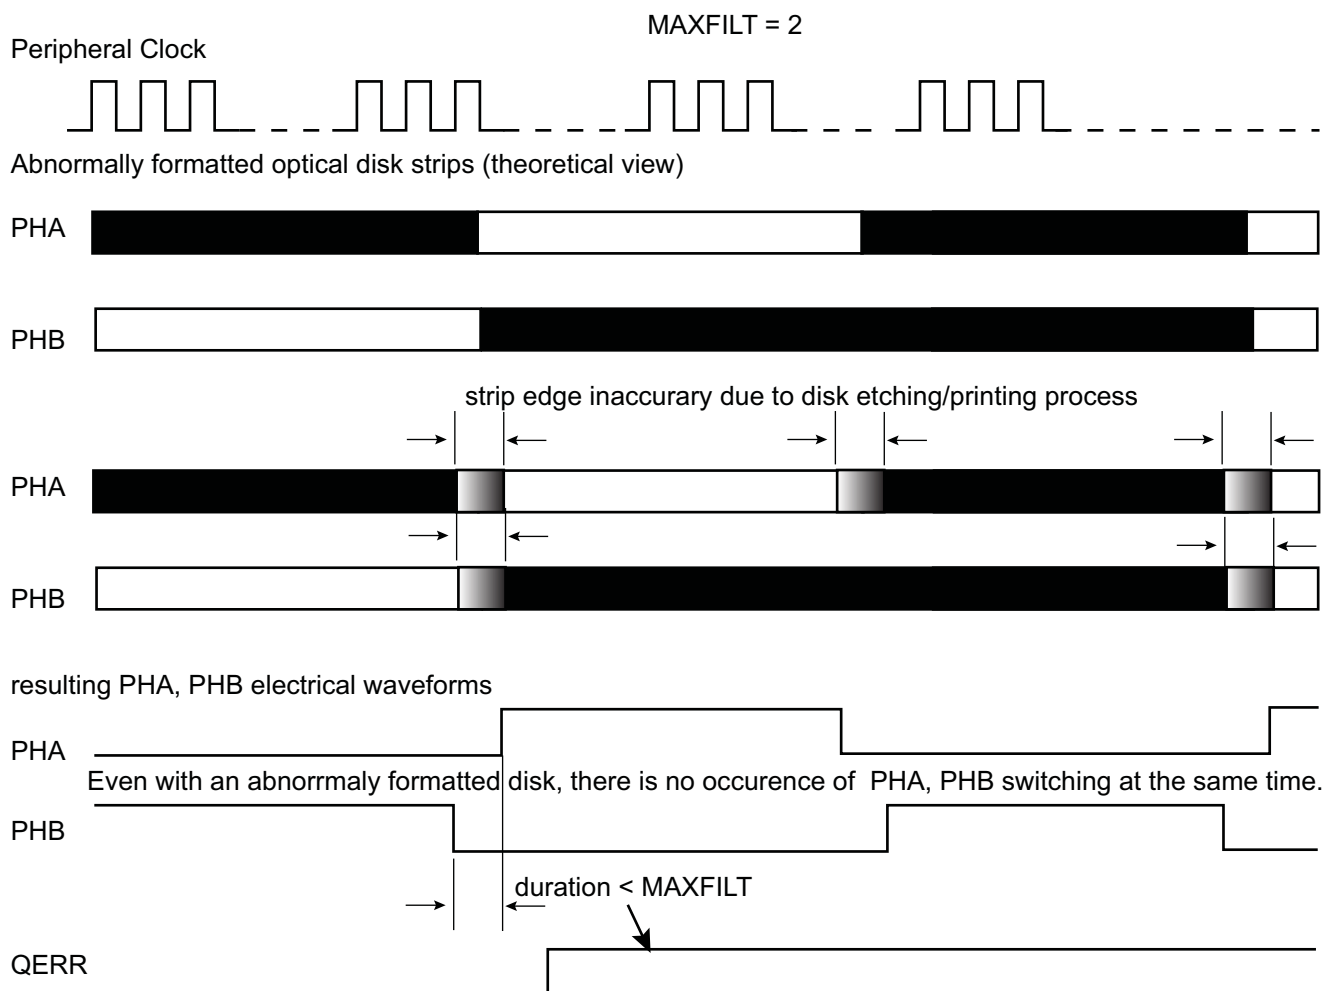 MAXFILT = 2
Peripheral Clock
Abnormally formatted optical disk strips (theoretical view)
PHA
PHB
strip edge inaccurary due to disk etching/printing process
PHA
PHB
resulting PHA, PHB electrical waveforms
PHA
Even with an abnorrmaly formatted disk, there is no occurence of PHA, PHB switching at the same time.
PHB
duration < MAXFILT
QERR